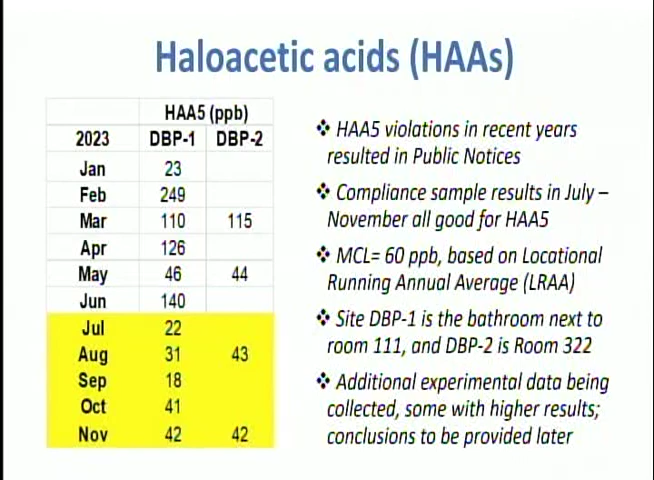 Haloacetic acids (HAAs)
HAA5 (ppb)
2023 DBP-1 DBP-2
Jan 23
Feb 249
Mar 110 115
Apr 126
May 46 44
Jun 140
Jul 22
Aug 31 43
Sep 18
Oct 41
Nov 42 42
❖ HAA5 violations in recent years
resulted in Public Notices
❖ Compliance sample results in July –
November all good for HAA5
❖ MCL= 60 ppb, based on Locational
Running Annual Average (LRAA)
❖ Site DBP-1 is the bathroom next to
room 111, and DBP-2 is Room 322
❖ Additional experimental data being
collected, some with higher results;
conclusions to be provided later